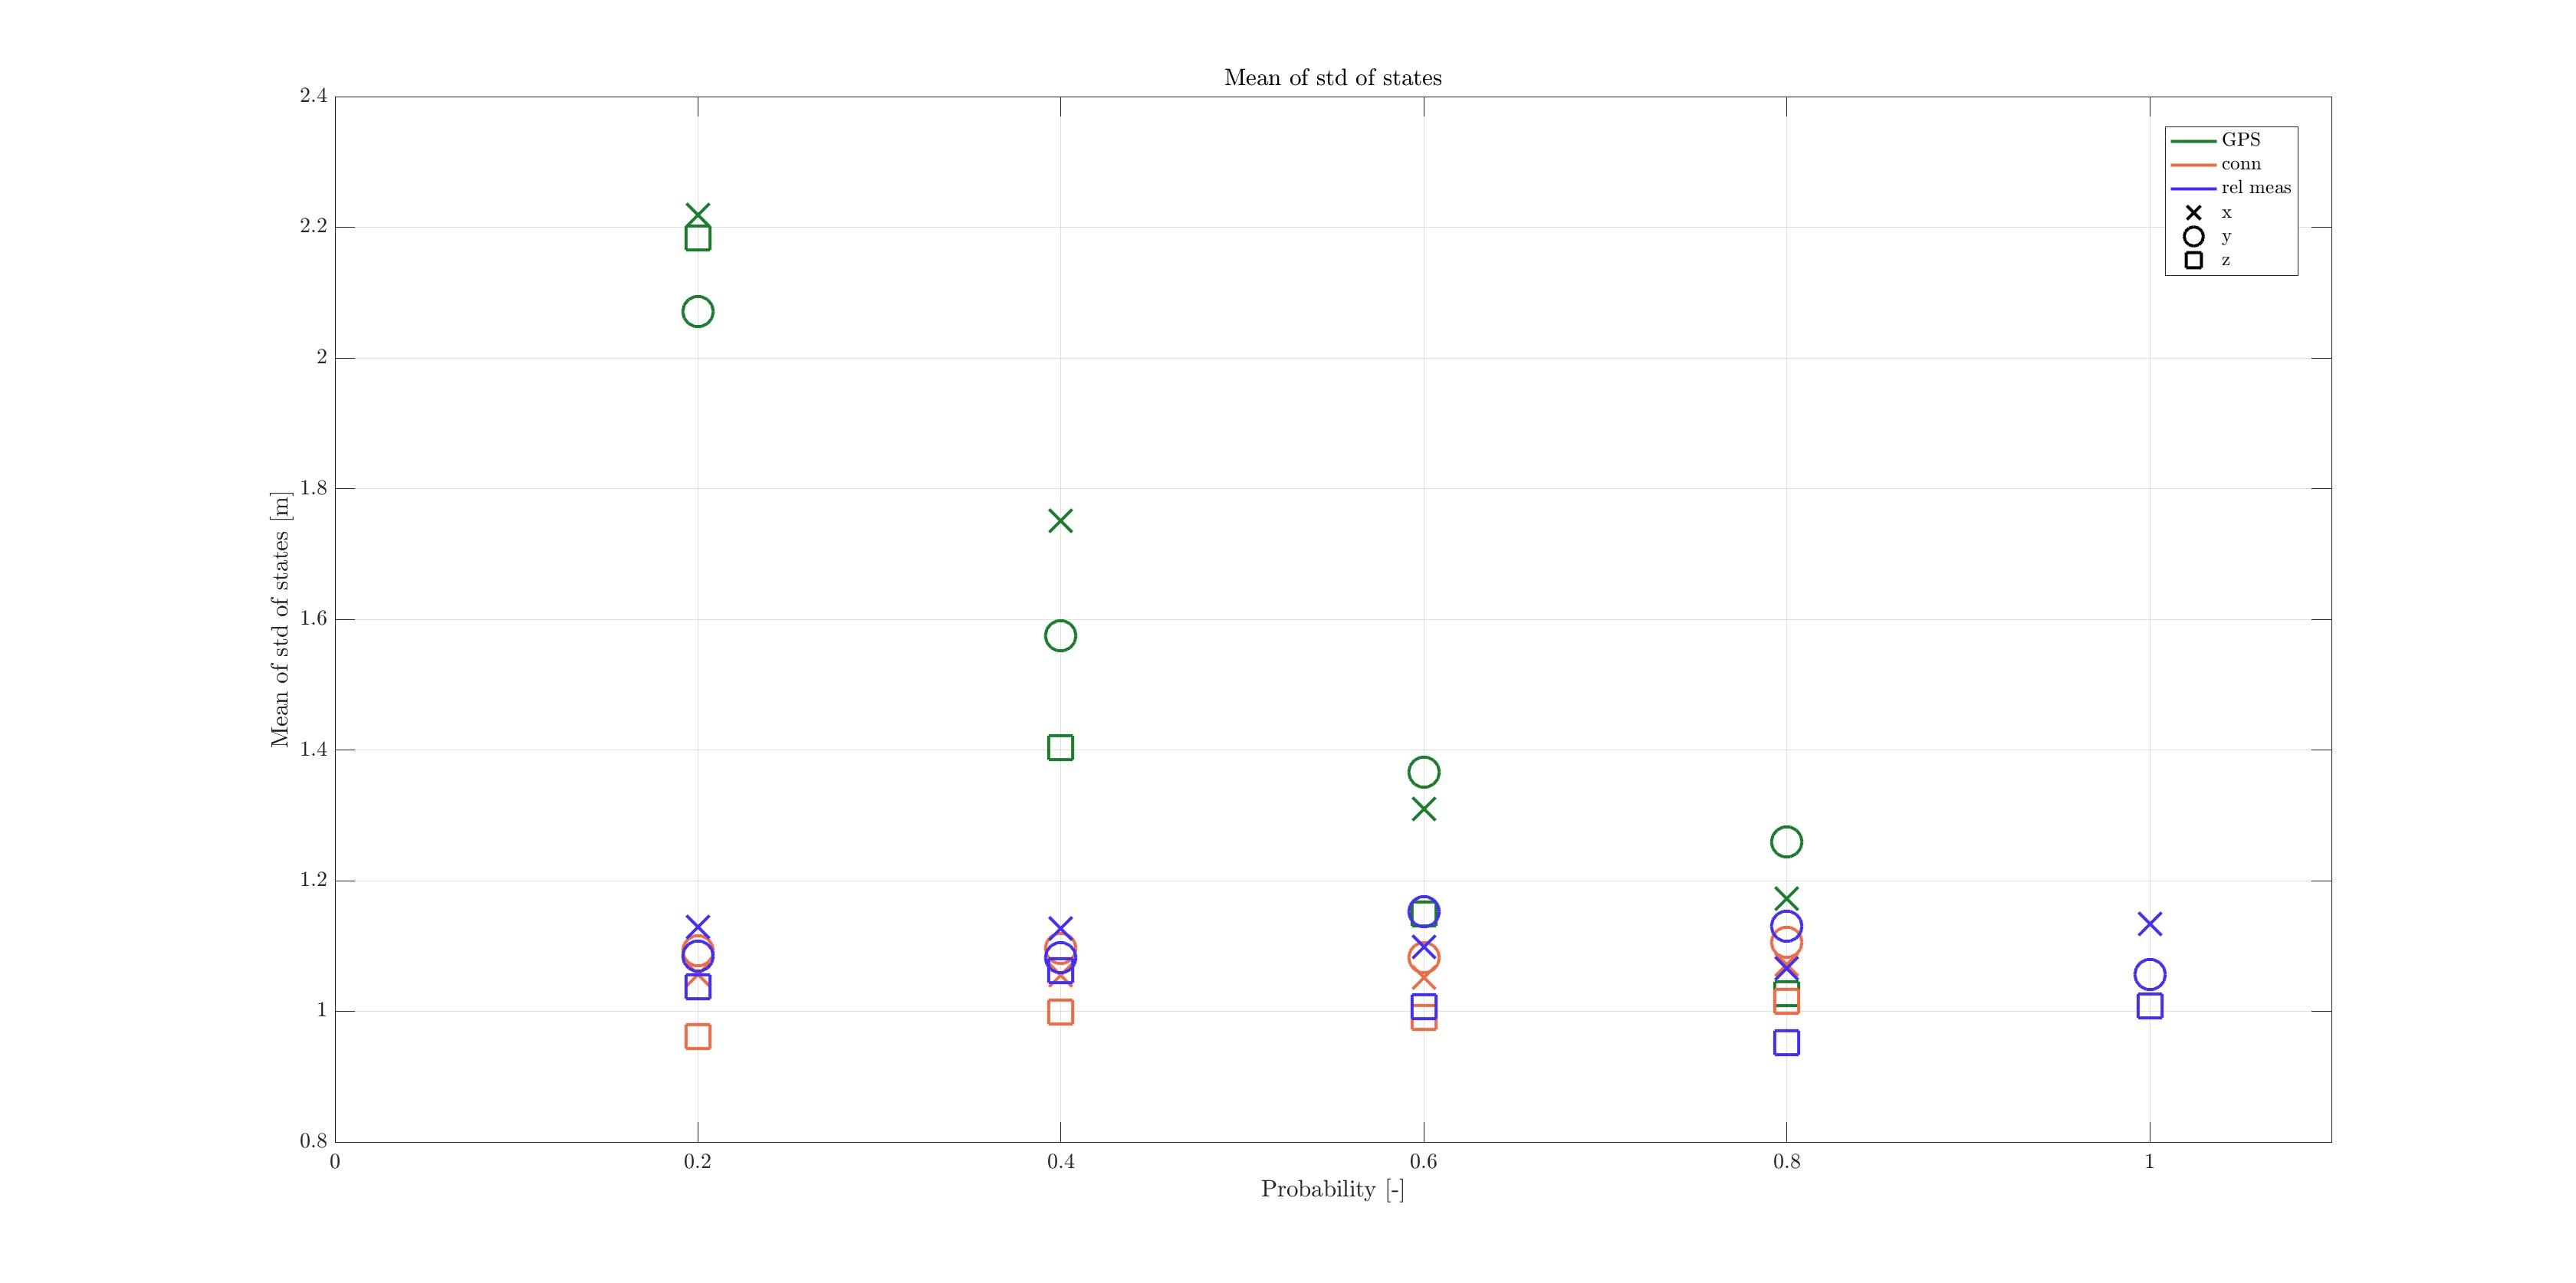 Mean of std of states
2.4
2.2
2
1.8
1.6
1.4
1.2
1
0.8
Mean of std of states [m]
GPS
conn
rel meas
x
y
z
0
0.2
0.4
0.6
0.8
1
Probability [-]